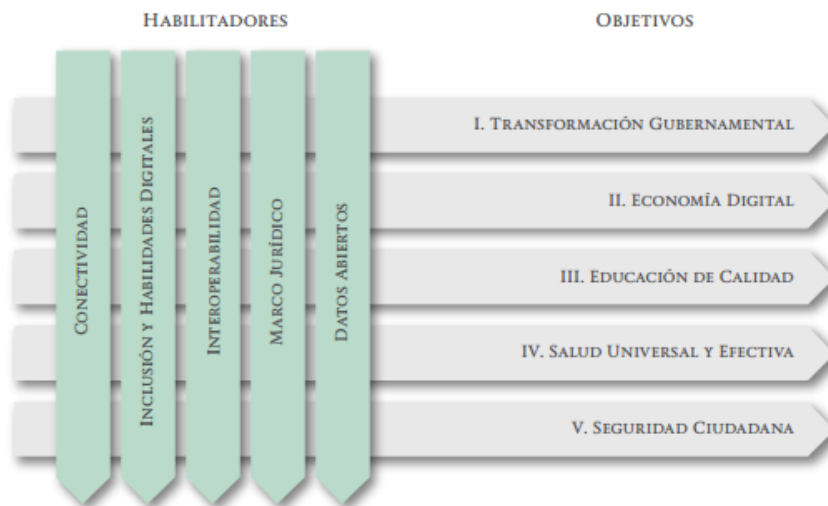 HABILITADORES
OBJETIVOS
CONECTIVIDAD
INCLUSIÓN Y HABILIDADES DIGITALES
INTEROPERABILIDAD
MARCO JURÍDICO
DATOS ABIERTOS
I. TRANSFORMACIÓN GUBERNAMENTAL
II. ECONOMÍA DIGITAL
III. EDUCACIÓN DE CALIDAD
IV. SALUD UNIVERSAL Y EFECTIVA
V. SEGURIDAD CIUDADANA